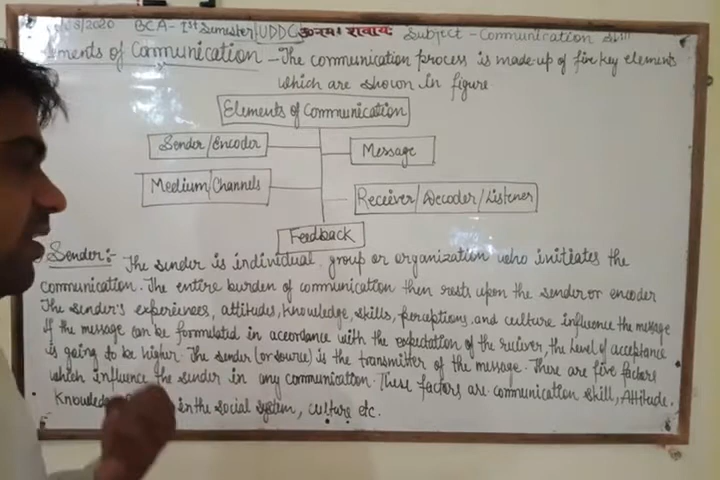 08/2020 BCA - 1st Semester/UDDC ॐ नमः शिवाय Subject - Communication Skill
ements of Communication - The communication process is made-up of five key elements
which are shown in figure
Elements of Communication
Sender/Encoder
Message
Medium/Channels
Reciever/Decoder/Listener
Feedback
Sender:- The sender is individual group or organization who initiates the
communication. The entire burden of communication then rests upon the sender or encoder
The sender's experiences, attitudes, knowledge, skills, perceptions, and culture influence the message
If the message can be formulated in accordance with the expectation of the reciver, the level of acceptance
is going to be higher. The sender (or source) is the transmitter of the message. There are five factors
which influence the sender in any communication. These factors are communication skill, Attitude,
Knowledge in the social system, culture etc.